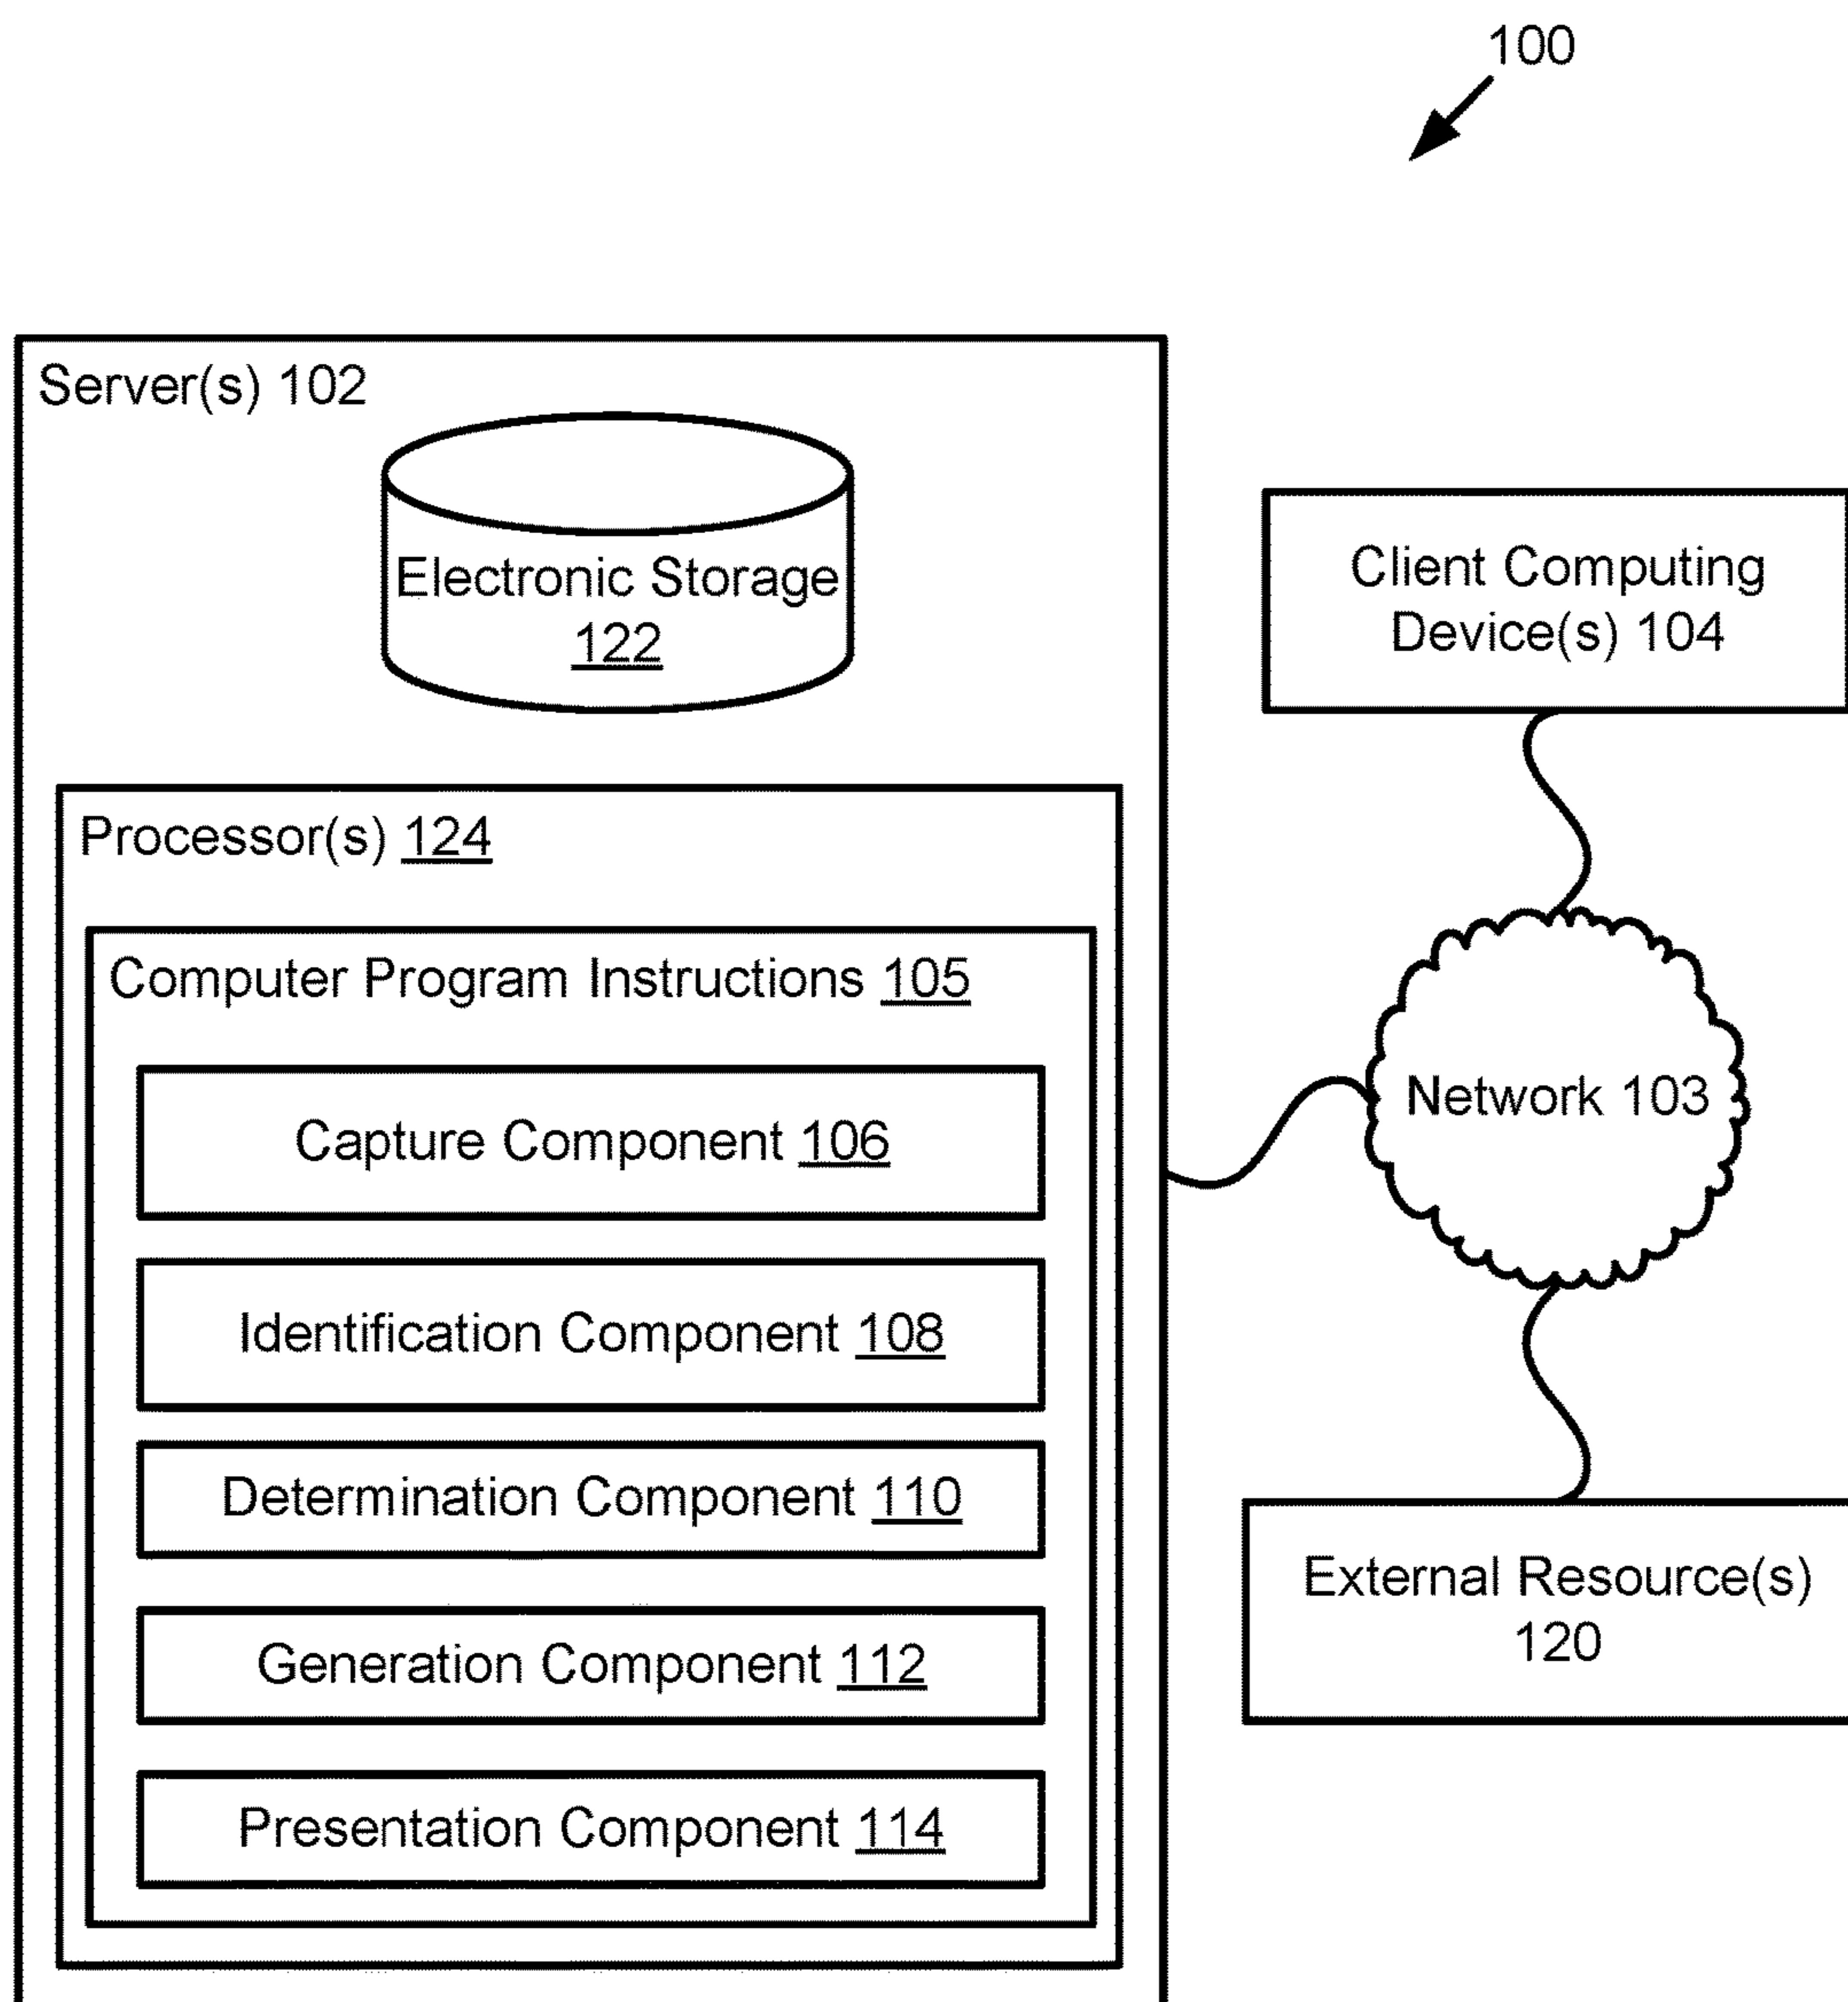 100
Server(s) 102
Electronic Storage
122
Processor(s) 124
Computer Program Instructions 105
Capture Component 106
Identification Component 108
Determination Component 110
Generation Component 112
Presentation Component 114
Client Computing
Device(s) 104
Network 103
External Resource(s)
120